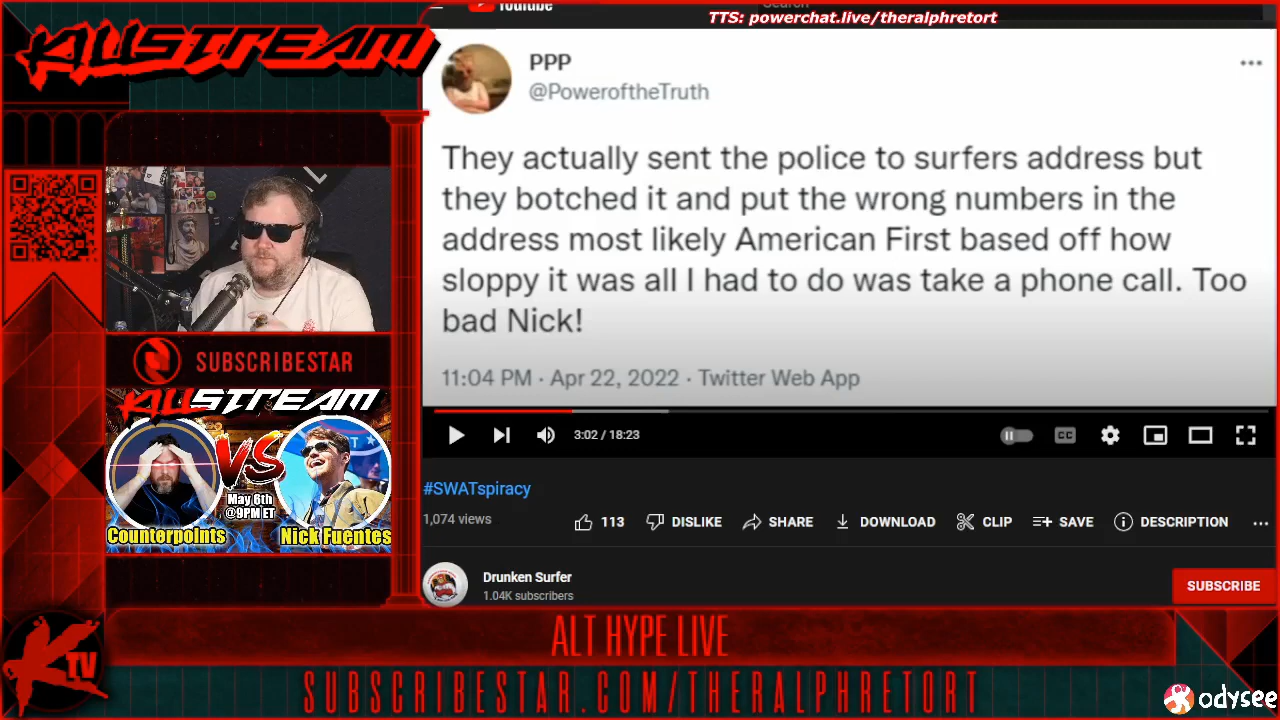 KILLSTREAM
YouTube
Search
TTS: powerchat.live/theralphretort
PPP
@PoweroftheTruth
They actually sent the police to surfers address but
they botched it and put the wrong numbers in the
address most likely American First based off how
sloppy it was all I had to do was take a phone call. Too
bad Nick!
11:04 PM · Apr 22, 2022 · Twitter Web App
3:02 / 18:23
CC
SUBSCRIBESTAR
KILLSTREAM
VS
May 6th
@9PM ET
Counterpoints
Nick Fuentes
#SWATspiracy
1,074 views
113
DISLIKE
SHARE
DOWNLOAD
CLIP
SAVE
DESCRIPTION
Drunken Surfer
1.04K subscribers
SUBSCRIBE
K TV
ALT HYPE LIVE
SUBSCRIBESTAR.COM/THERALPHRETORT
odysee